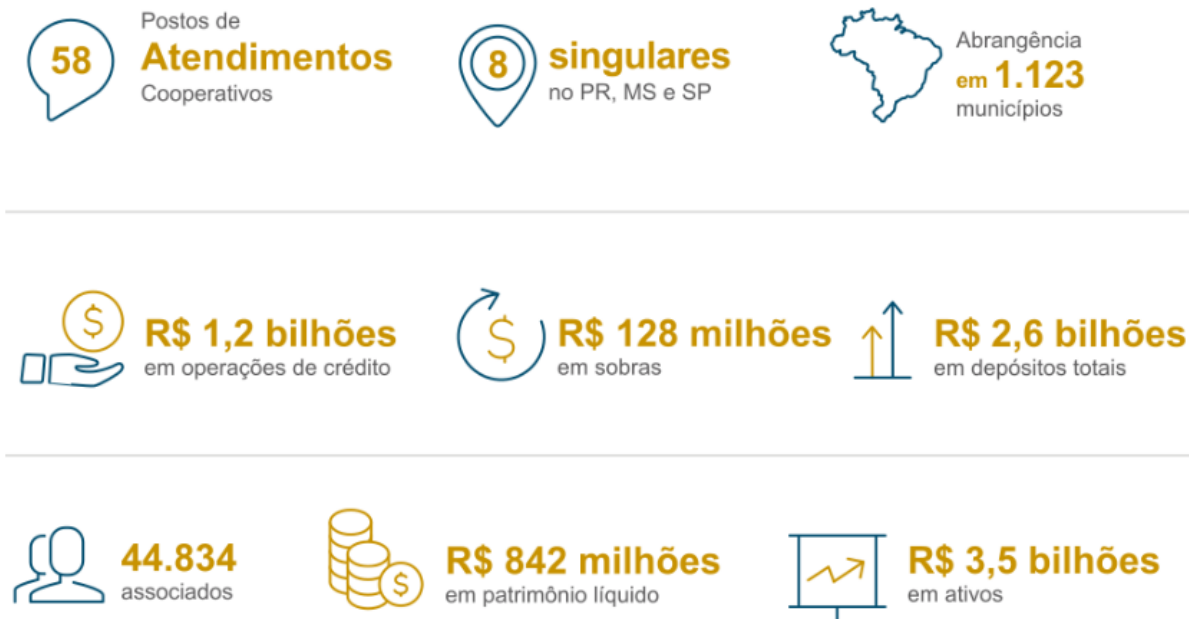 58
Postos de
Atendimentos
Cooperativos
8
singulares
no PR, MS e SP
Abrangência
em 1.123
municípios
$
R$ 1,2 bilhões
em operações de crédito
$
R$ 128 milhões
em sobras
R$ 2,6 bilhões
em depósitos totais
44.834
associados
$
R$ 842 milhões
em patrimônio líquido
R$ 3,5 bilhões
em ativos